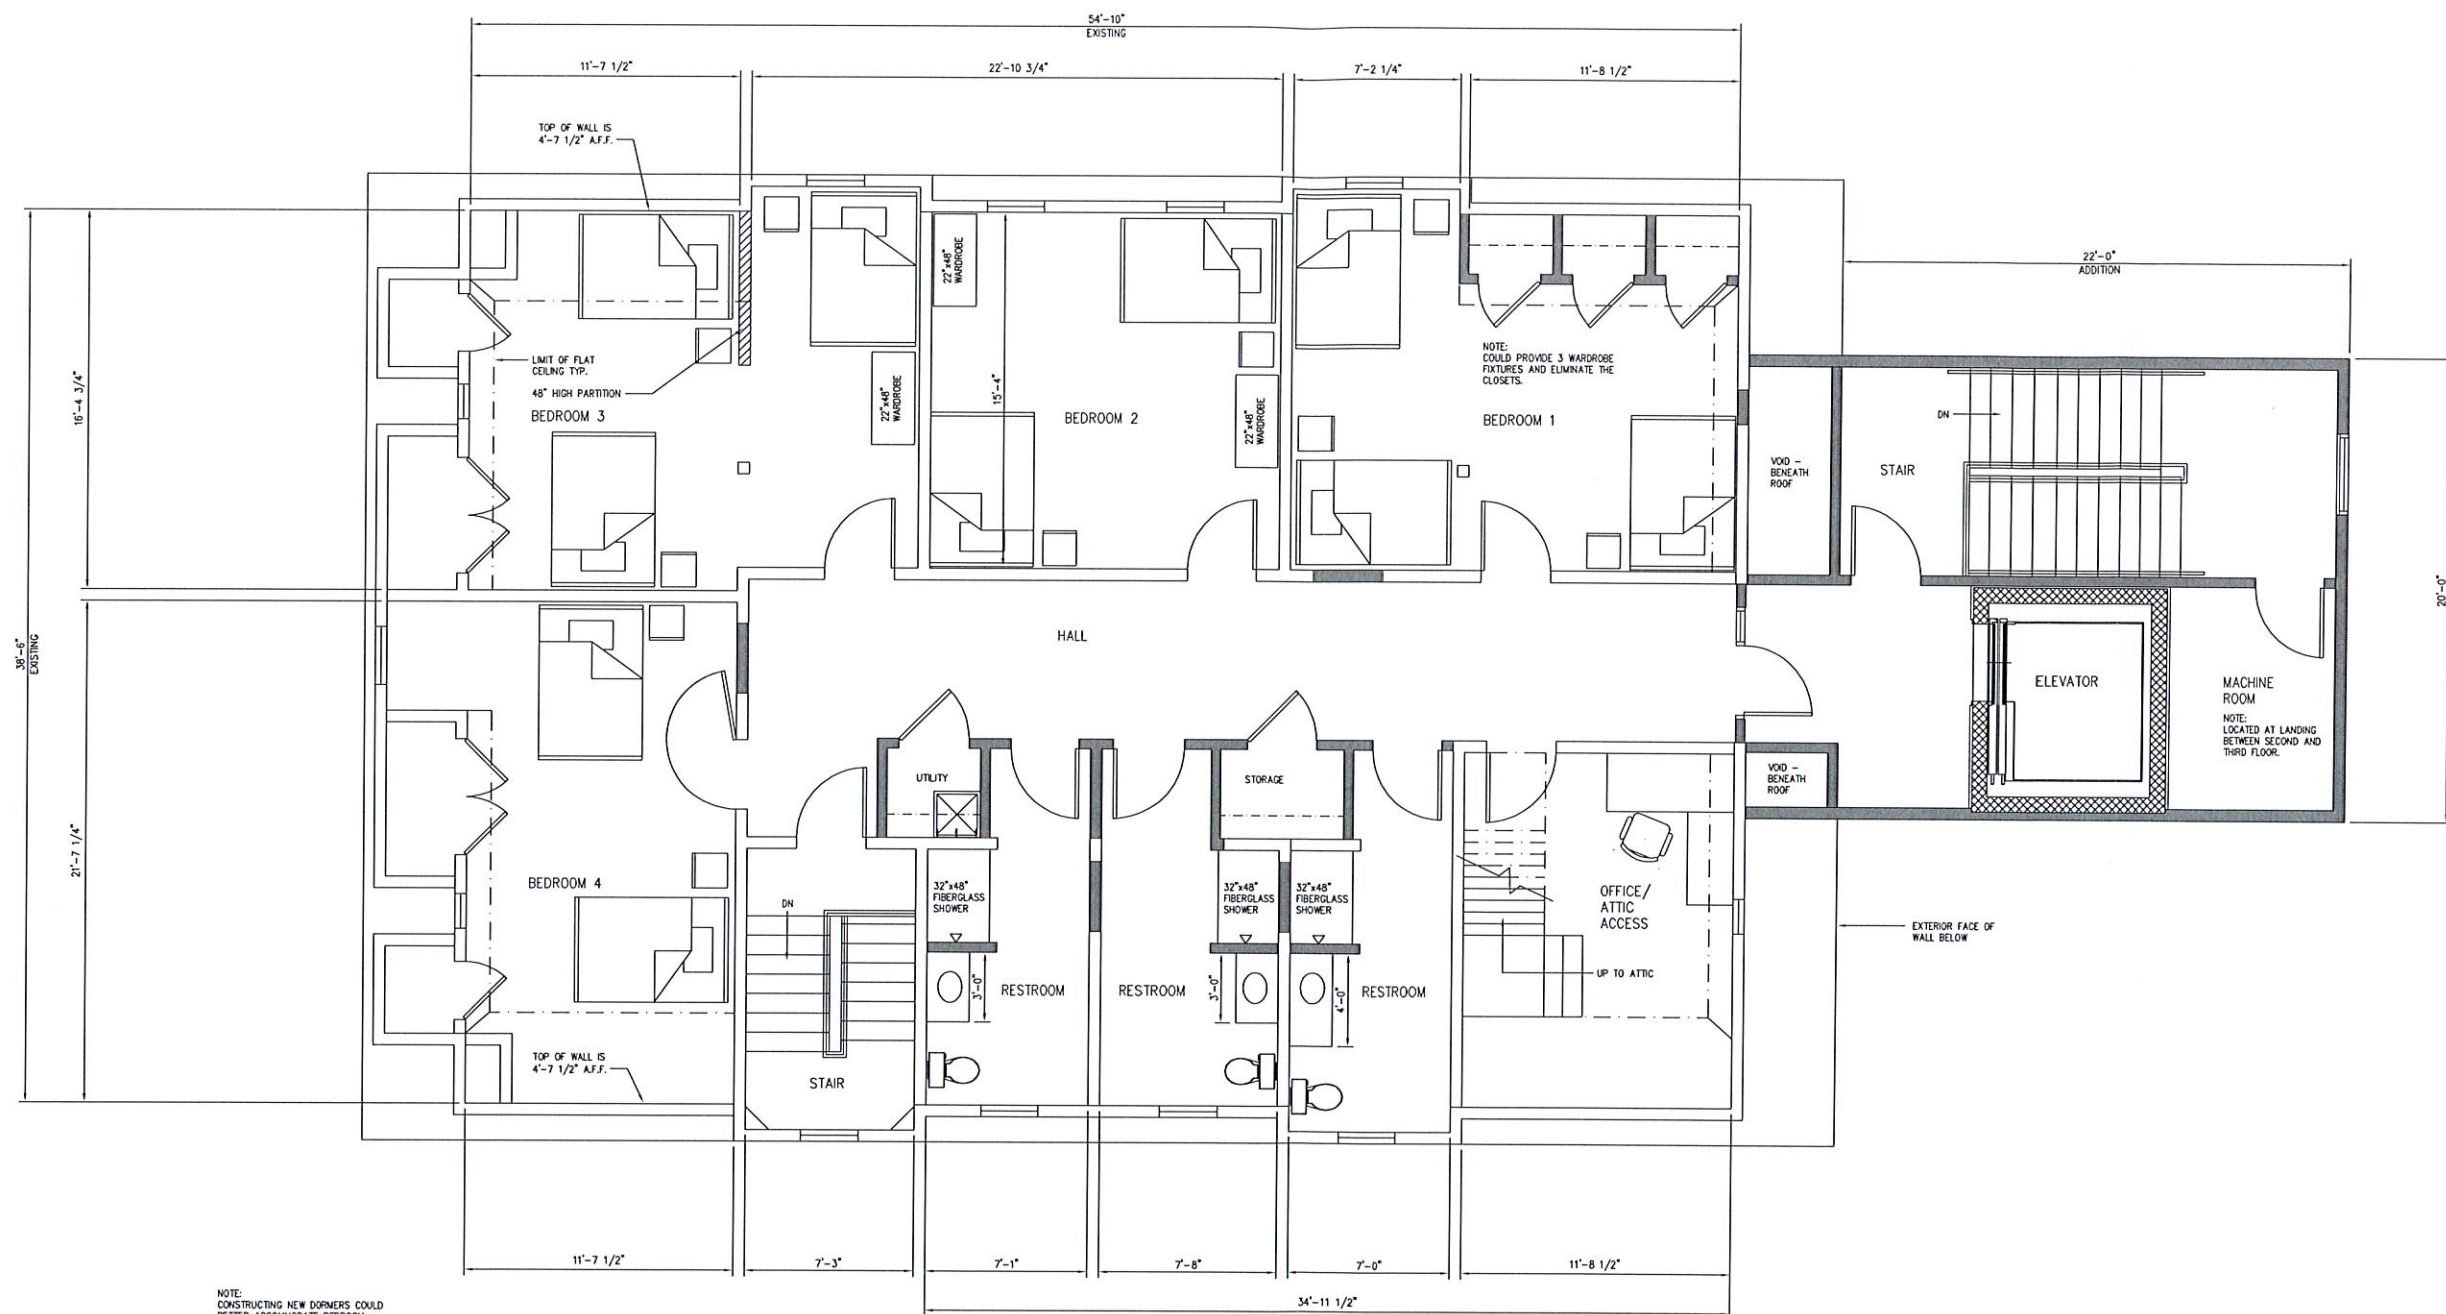 54'-10"
EXISTING
11'-7 1/2"
22'-10 3/4"
7'-2 1/4"
11'-8 1/2"
TOP OF WALL IS
4'-7 1/2" A.F.F.
22'-0"
ADDITION
22"x48"
WARDROBE
15'-4"
NOTE:
COULD PROVIDE 3 WARDROBE
FIXTURES AND ELIMINATE THE
CLOSETS.
LIMIT OF FLAT
CEILING TYP.
48" HIGH PARTITION
BEDROOM 3
22"x48"
WARDROBE
BEDROOM 2
22"x48"
WARDROBE
BEDROOM 1
16'-4 3/4"
DN
VOID -
BENEATH
ROOF
STAIR
38'-6"
EXISTING
20'-0"
HALL
ELEVATOR
MACHINE
ROOM
NOTE:
LOCATED AT LANDING
BETWEEN SECOND AND
THIRD FLOOR.
UTILITY
STORAGE
VOID -
BENEATH
ROOF
21'-7 1/4"
BEDROOM 4
DN
32"x48"
FIBERGLASS
SHOWER
32"x48"
FIBERGLASS
SHOWER
32"x48"
FIBERGLASS
SHOWER
OFFICE/
ATTIC
ACCESS
EXTERIOR FACE OF
WALL BELOW
UP TO ATTIC
3'-0"
RESTROOM
RESTROOM
3'-0"
4'-0"
RESTROOM
TOP OF WALL IS
4'-7 1/2" A.F.F.
STAIR
11'-7 1/2"
7'-3"
7'-1"
7'-8"
7'-0"
11'-8 1/2"
34'-11 1/2"
NOTE:
CONSTRUCTING NEW DORMERS COULD